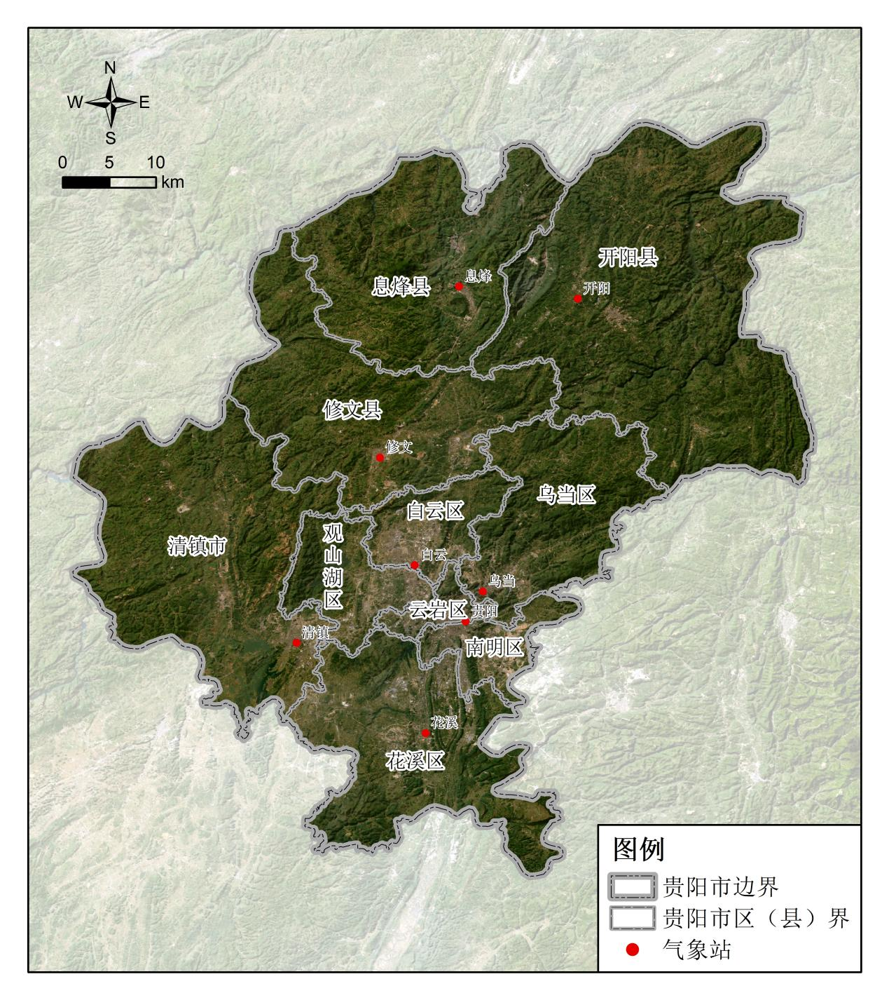 N
W E
S
0 5 10
km
开阳县
息烽
息烽县
开阳
修文县
修文
乌当区
白云区
观山湖区
清镇市
白云
乌当
云岩区
贵阳
清镇
南明区
花溪
花溪区
图例
贵阳市边界
贵阳市区（县）界
气象站